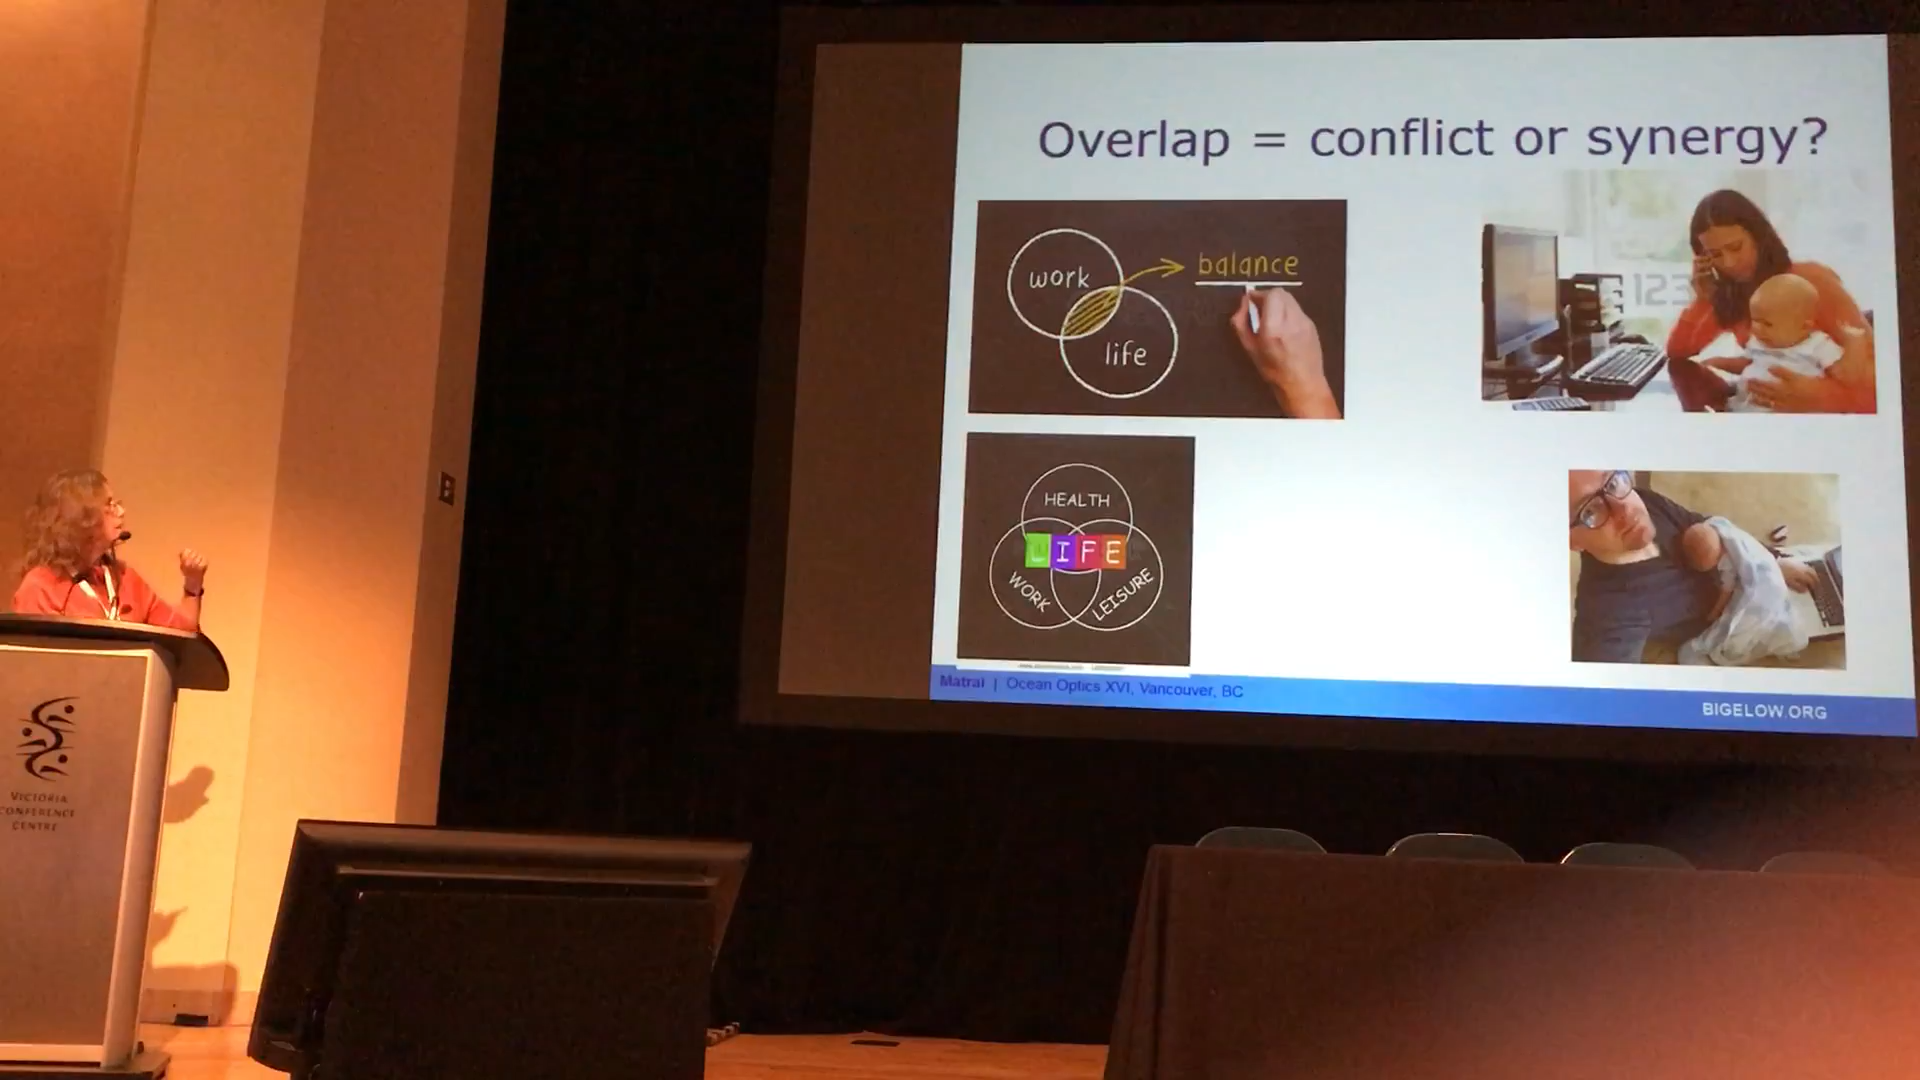 Overlap = conflict or synergy?
work
balance
life
123
HEALTH
LIFE
WORK
LEISURE
Matrai | Ocean Optics XVI, Vancouver, BC
BIGELOW.ORG
VICTORIA
CONFERENCE
CENTRE